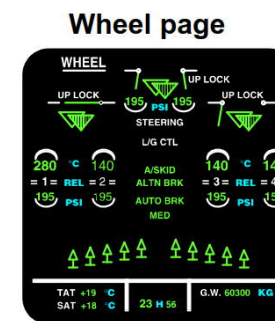 Wheel page
WHEEL
UP LOCK
UP LOCK UP LOCK
195 PSI 195
STEERING
L/G CTL
280 °C 140 A/SKID 140 °C
= 1 = REL = 2 = ALTN BRK = 3 = REL
195 PSI 195 AUTO BRK 195 PSI
MED
TAT +19 °C G.W. 60300 KG
SAT +18 °C 23 H 56